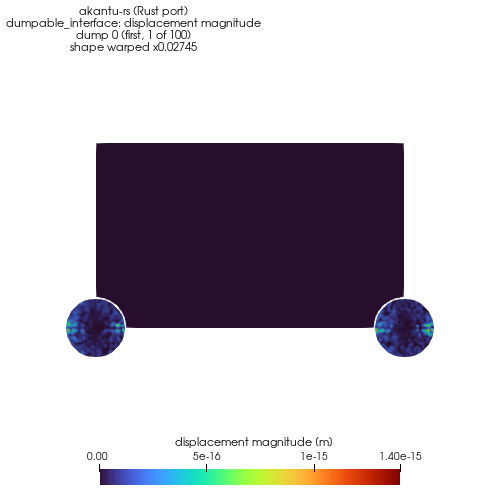 akantu-rs (Rust port)
dumpable_interface: displacement magnitude
dump 0 (first, 1 of 100)
shape warped x0.02745
displacement magnitude (m)
0.00 5e-16 1e-15 1.40e-15